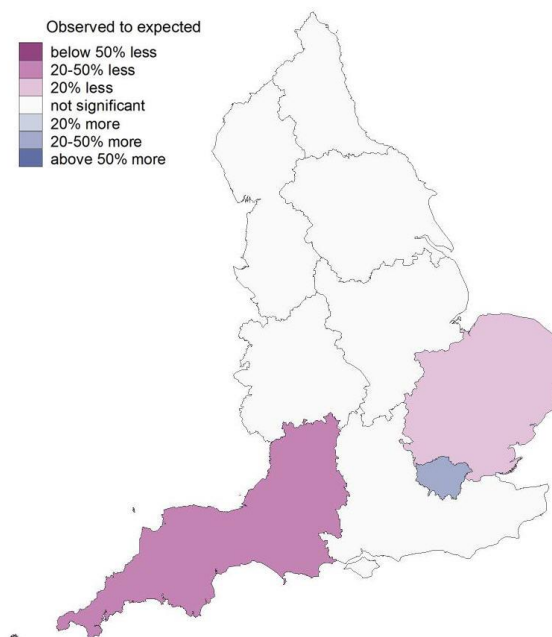 Observed to expected
below 50% less
20-50% less
20% less
not significant
20% more
20-50% more
above 50% more